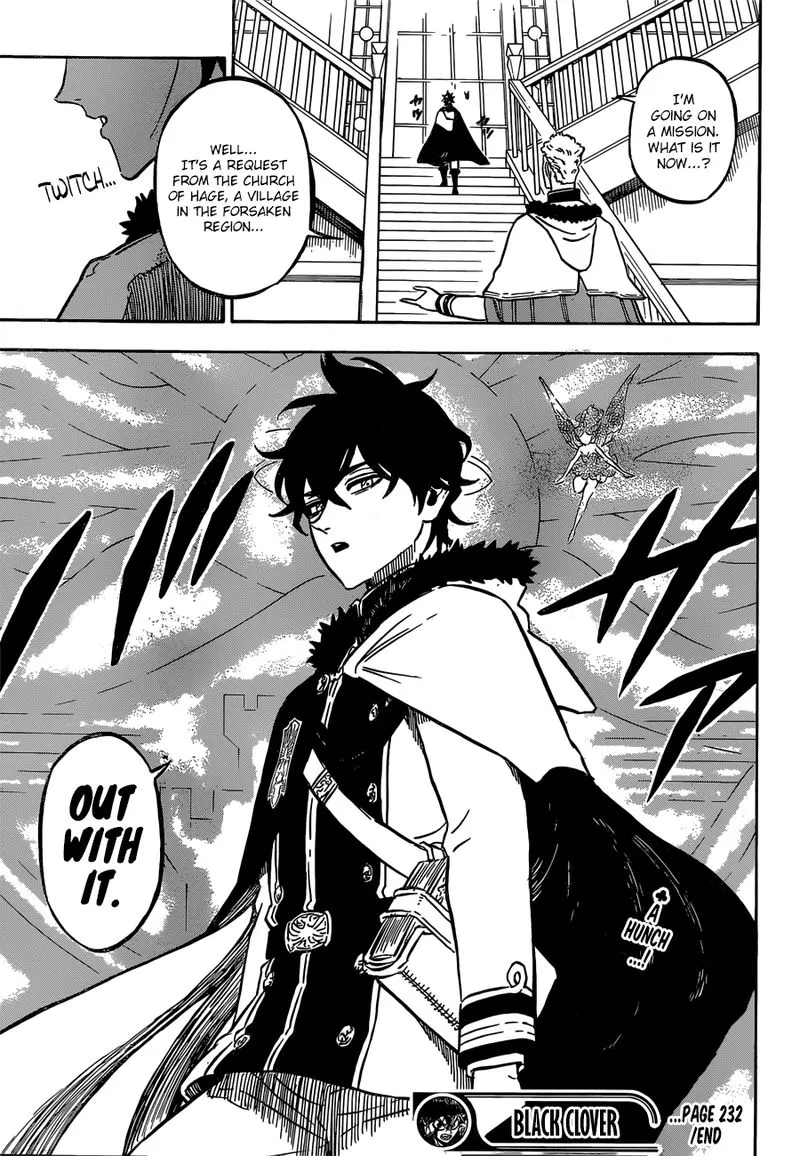 I'M
GOING ON
A MISSION.
WHAT IS IT
NOW...?
WELL...
IT'S A REQUEST
FROM THE CHURCH
OF HAGE, A VILLAGE
IN THE FORSAKEN
REGION...
TWITCH...
OUT
WITH
IT.
A
HUNCH
...!
BLACK CLOVER
...PAGE 232
/END